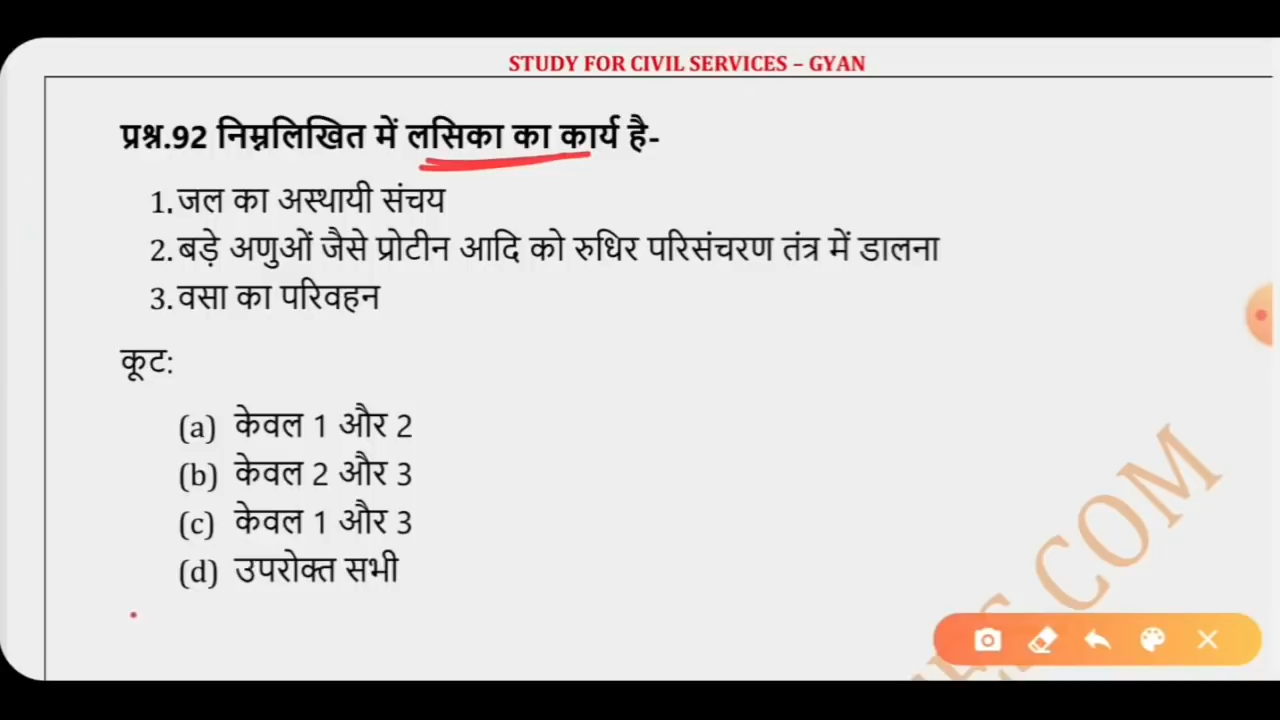 STUDY FOR CIVIL SERVICES – GYAN
प्रश्न.92 निम्नलिखित में लसिका का कार्य है-
1. जल का अस्थायी संचय
2. बड़े अणुओं जैसे प्रोटीन आदि को रुधिर परिसंचरण तंत्र में डालना
3. वसा का परिवहन
कूट:
(a) केवल 1 और 2
(b) केवल 2 और 3
(c) केवल 1 और 3
(d) उपरोक्त सभी
.COM